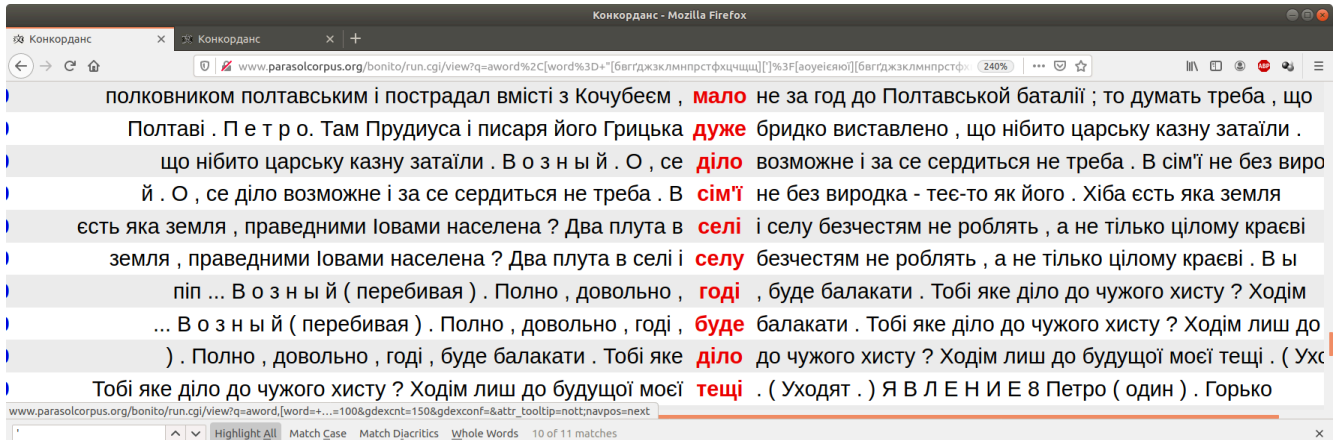 Конкорданс - Mozilla Firefox
Конкорданс × Конкорданс × +
www.parasolcorpus.org/bonito/run.cgi/view?q=aword%2C[word%3D+"[бвгґджзклмнпрстфхцчщщ][']%3F[аоуеієяюї][бвгґджзклмнпрстфх 240%
полковником полтавським і пострадал вмісті з Кочубеєм , мало не за год до Полтавської баталії ; то думать треба , що
Полтаві . П е т р о. Там Прудиуса і писаря його Грицька дуже бридко виставлено , що нібито царську казну затаїли .
що нібито царську казну затаїли . В о з н ы й . О , се діло возможне і за се сердиться не треба . В сім'ї не без виро
й . О , се діло возможне і за се сердиться не треба . В сім'ї не без виродка - теє-то як його . Хіба єсть яка земля
єсть яка земля , праведними Іовами населена ? Два плута в селі і селу безчестям не роблять , а не тілько цілому краєві
земля , праведними Іовами населена ? Два плута в селі і селу безчестям не роблять , а не тілько цілому краєві . В ы
піп ... В о з н ы й ( перебивая ) . Полно , довольно , годі , буде балакати . Тобі яке діло до чужого хисту ? Ходім
... В о з н ы й ( перебивая ) . Полно , довольно , годі , буде балакати . Тобі яке діло до чужого хисту ? Ходім лиш до
) . Полно , довольно , годі , буде балакати . Тобі яке діло до чужого хисту ? Ходім лиш до будущої моєї тещі . ( Ухо
Тобі яке діло до чужого хисту ? Ходім лиш до будущої моєї тещі . ( Уходят . ) Я В Л Е Н И Е 8 Петро ( один ) . Горько
www.parasolcorpus.org/bonito/run.cgi/view?q=aword,[word=+...=100&gdexcnt=150&gdexconf=&attr_tooltip=nott;navpos=next
' Highlight All Match Case Match Diacritics Whole Words 10 of 11 matches ×